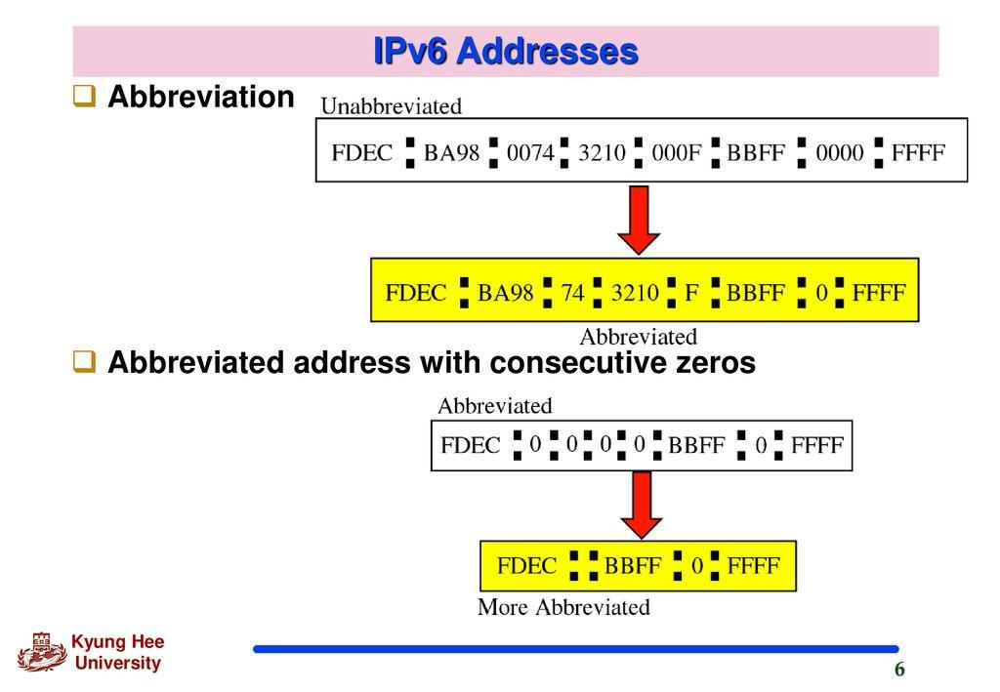 IPv6 Addresses
❑ Abbreviation
Unabbreviated
FDEC : BA98 : 0074 : 3210 : 000F : BBFF : 0000 : FFFF
FDEC : BA98 : 74 : 3210 : F : BBFF : 0 : FFFF
Abbreviated
❑ Abbreviated address with consecutive zeros
Abbreviated
FDEC : 0 : 0 : 0 : 0 : BBFF : 0 : FFFF
FDEC : : BBFF : 0 : FFFF
More Abbreviated
Kyung Hee
University
6